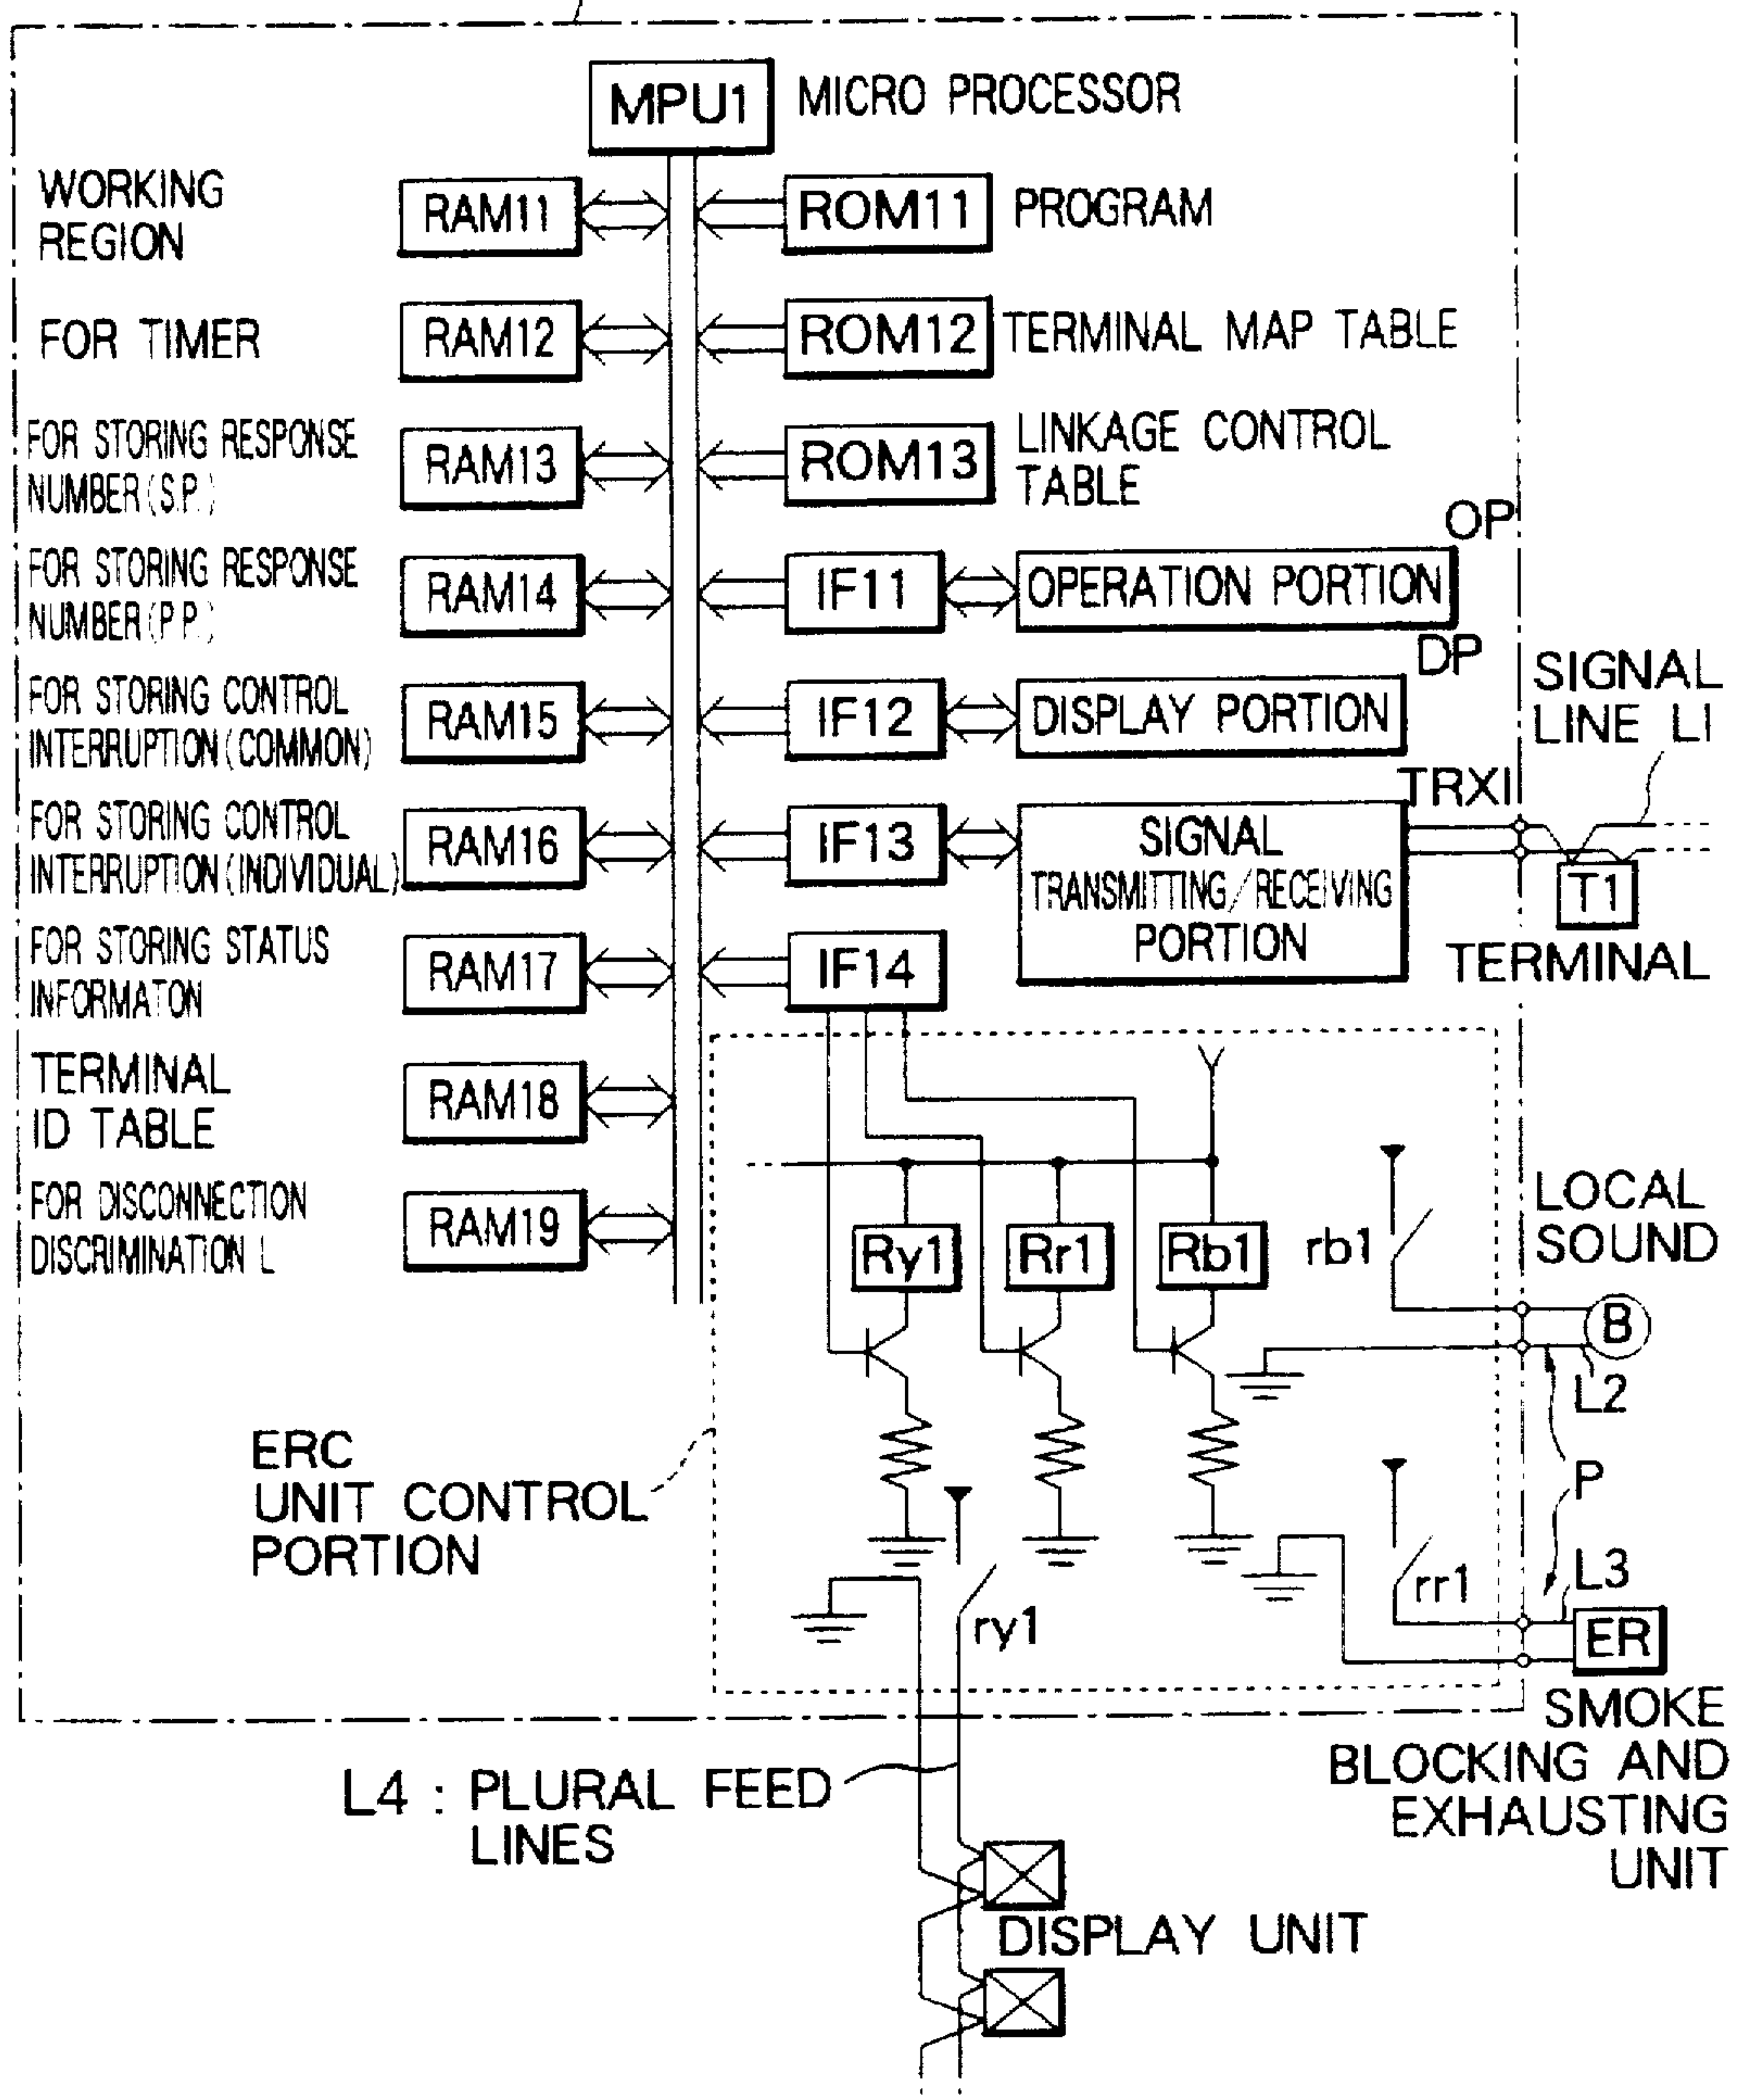 MPU1 MICRO PROCESSOR
WORKING
REGION
RAM11
ROM11 PROGRAM
FOR TIMER
RAM12
ROM12 TERMINAL MAP TABLE
FOR STORING RESPONSE
NUMBER(S.P.)
RAM13
ROM13 LINKAGE CONTROL
TABLE
OP
FOR STORING RESPONSE
NUMBER(P.P.)
RAM14
IF11 OPERATION PORTION
DP
FOR STORING CONTROL
INTERRUPTION(COMMON)
RAM15
IF12 DISPLAY PORTION
SIGNAL
LINE L1
TRX11
FOR STORING CONTROL
INTERRUPTION(INDIVIDUAL)
RAM16
IF13
SIGNAL
TRANSMITTING/RECEIVING
PORTION
T1
TERMINAL
FOR STORING STATUS
INFORMATON
RAM17
IF14
TERMINAL
ID TABLE
RAM18
FOR DISCONNECTION
DISCRIMINATION L
RAM19
Ry1 Rr1 Rb1
rb1
LOCAL
SOUND
B
L2
P
L3
rr1
ER
ERC
UNIT CONTROL
PORTION
ry1
SMOKE
BLOCKING AND
EXHAUSTING
UNIT
L4 : PLURAL FEED
LINES
DISPLAY UNIT